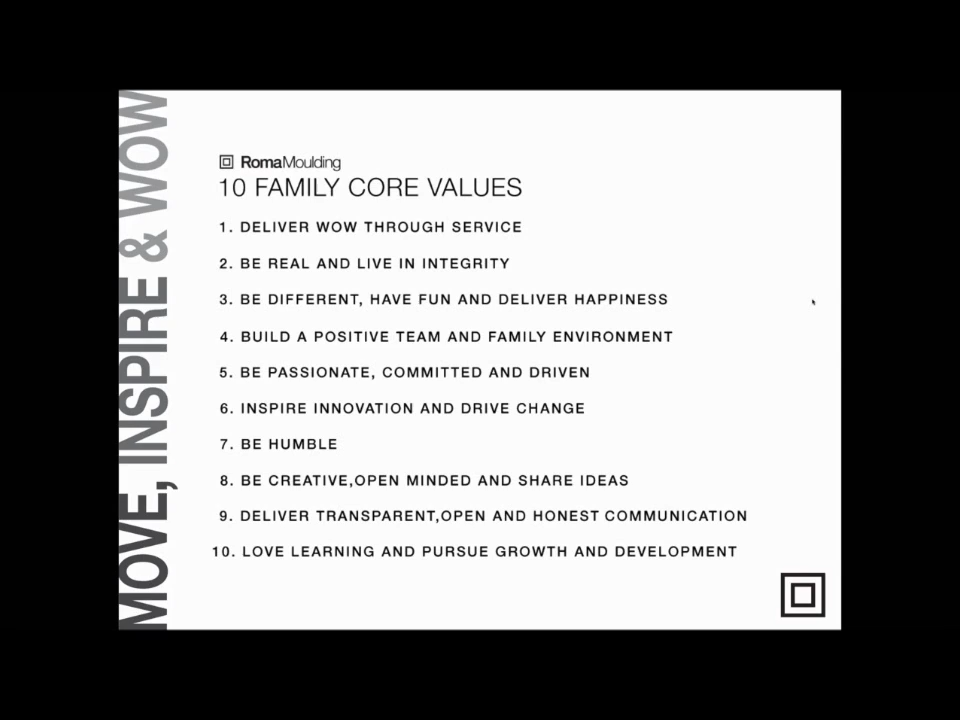 MOVE, INSPIRE & WOW
RomaMoulding
10 FAMILY CORE VALUES
1. DELIVER WOW THROUGH SERVICE
2. BE REAL AND LIVE IN INTEGRITY
3. BE DIFFERENT, HAVE FUN AND DELIVER HAPPINESS
4. BUILD A POSITIVE TEAM AND FAMILY ENVIRONMENT
5. BE PASSIONATE, COMMITTED AND DRIVEN
6. INSPIRE INNOVATION AND DRIVE CHANGE
7. BE HUMBLE
8. BE CREATIVE,OPEN MINDED AND SHARE IDEAS
9. DELIVER TRANSPARENT,OPEN AND HONEST COMMUNICATION
10. LOVE LEARNING AND PURSUE GROWTH AND DEVELOPMENT